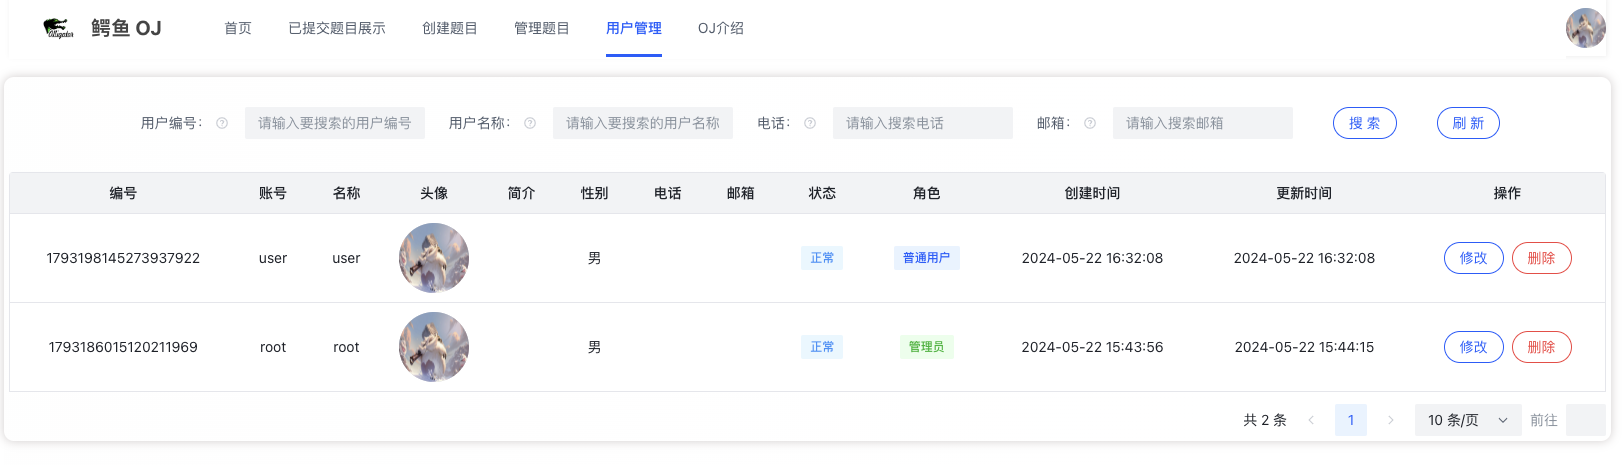 Alligator 鳄鱼 OJ 首页 已提交题目展示 创建题目 管理题目 用户管理 OJ介绍
用户编号： 请输入要搜索的用户编号 用户名称： 请输入要搜索的用户名称 电话： 请输入搜索电话 邮箱： 请输入搜索邮箱 搜 索 刷 新
编号 账号 名称 头像 简介 性别 电话 邮箱 状态 角色 创建时间 更新时间 操作
1793198145273937922 user user 男 正常 普通用户 2024-05-22 16:32:08 2024-05-22 16:32:08 修改 删除
1793186015120211969 root root 男 正常 管理员 2024-05-22 15:43:56 2024-05-22 15:44:15 修改 删除
共 2 条 1 10 条/页 前往